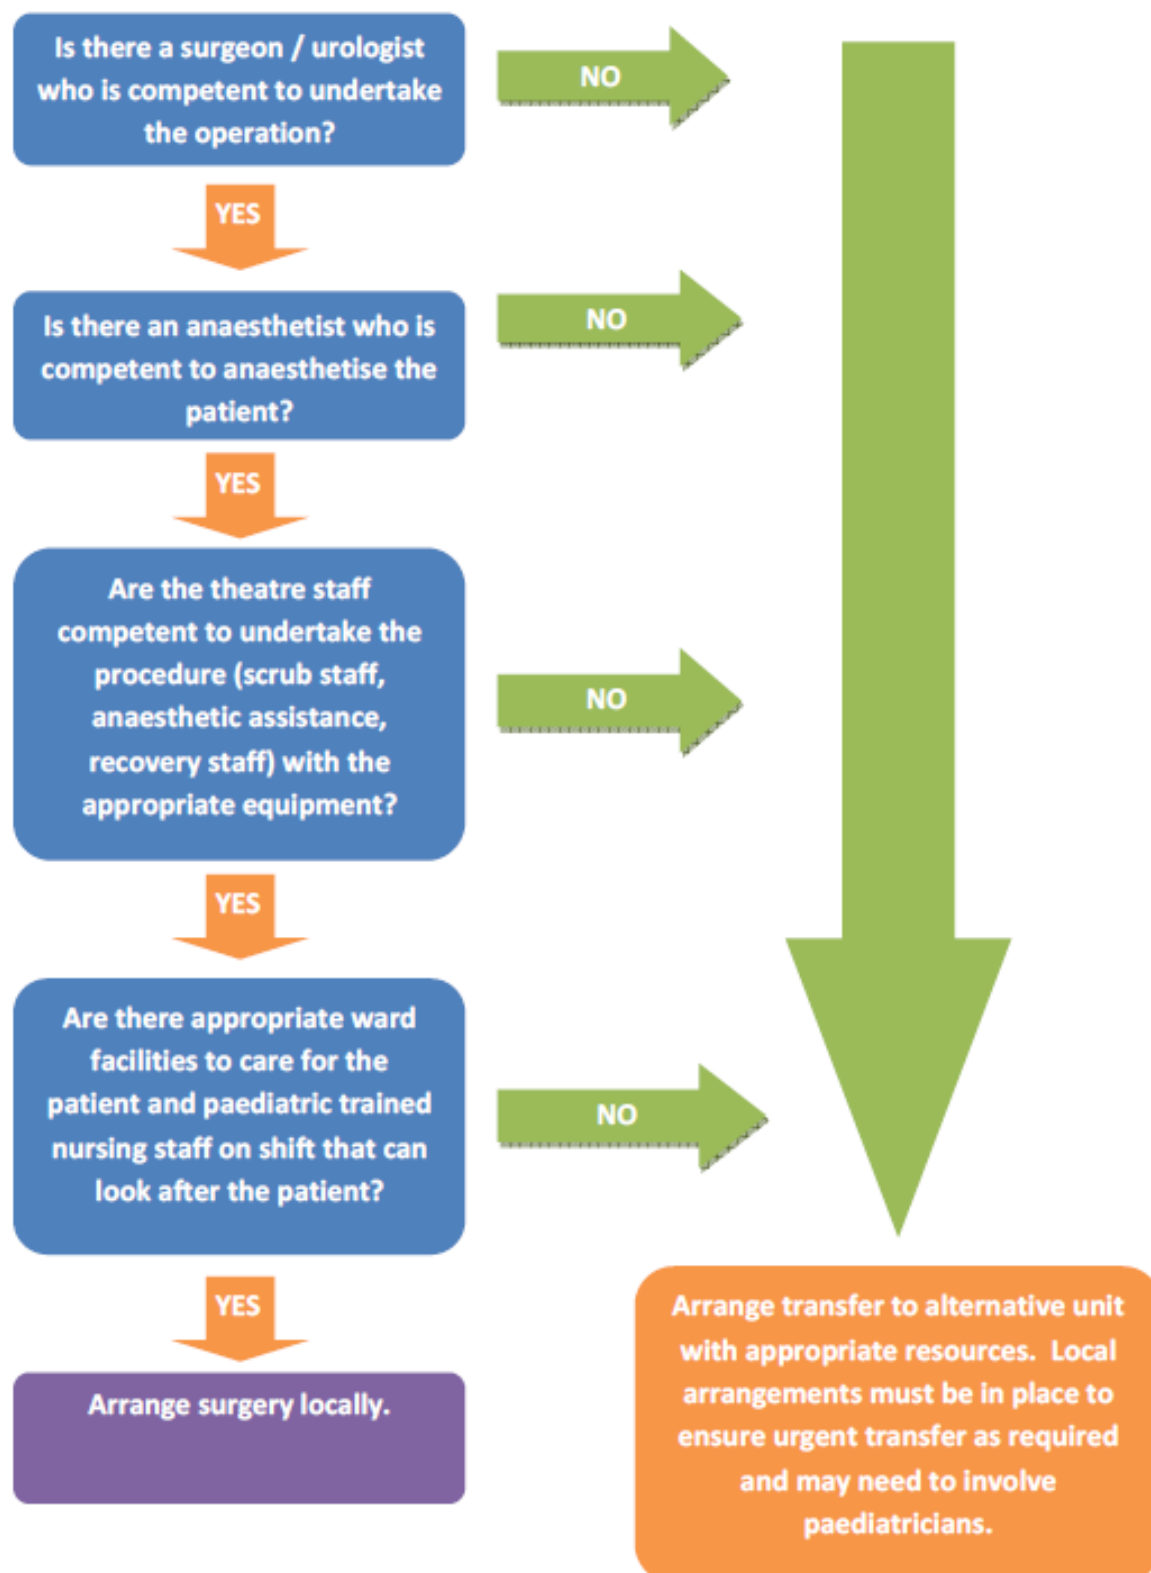 Is there a surgeon / urologist
who is competent to undertake
the operation?
NO
YES
Is there an anaesthetist who is
competent to anaesthetise the
patient?
NO
YES
Are the theatre staff
competent to undertake the
procedure (scrub staff,
anaesthetic assistance,
recovery staff) with the
appropriate equipment?
NO
YES
Are there appropriate ward
facilities to care for the
patient and paediatric trained
nursing staff on shift that can
look after the patient?
NO
YES
Arrange surgery locally.
Arrange transfer to alternative unit
with appropriate resources.  Local
arrangements must be in place to
ensure urgent transfer as required
and may need to involve
paediatricians.